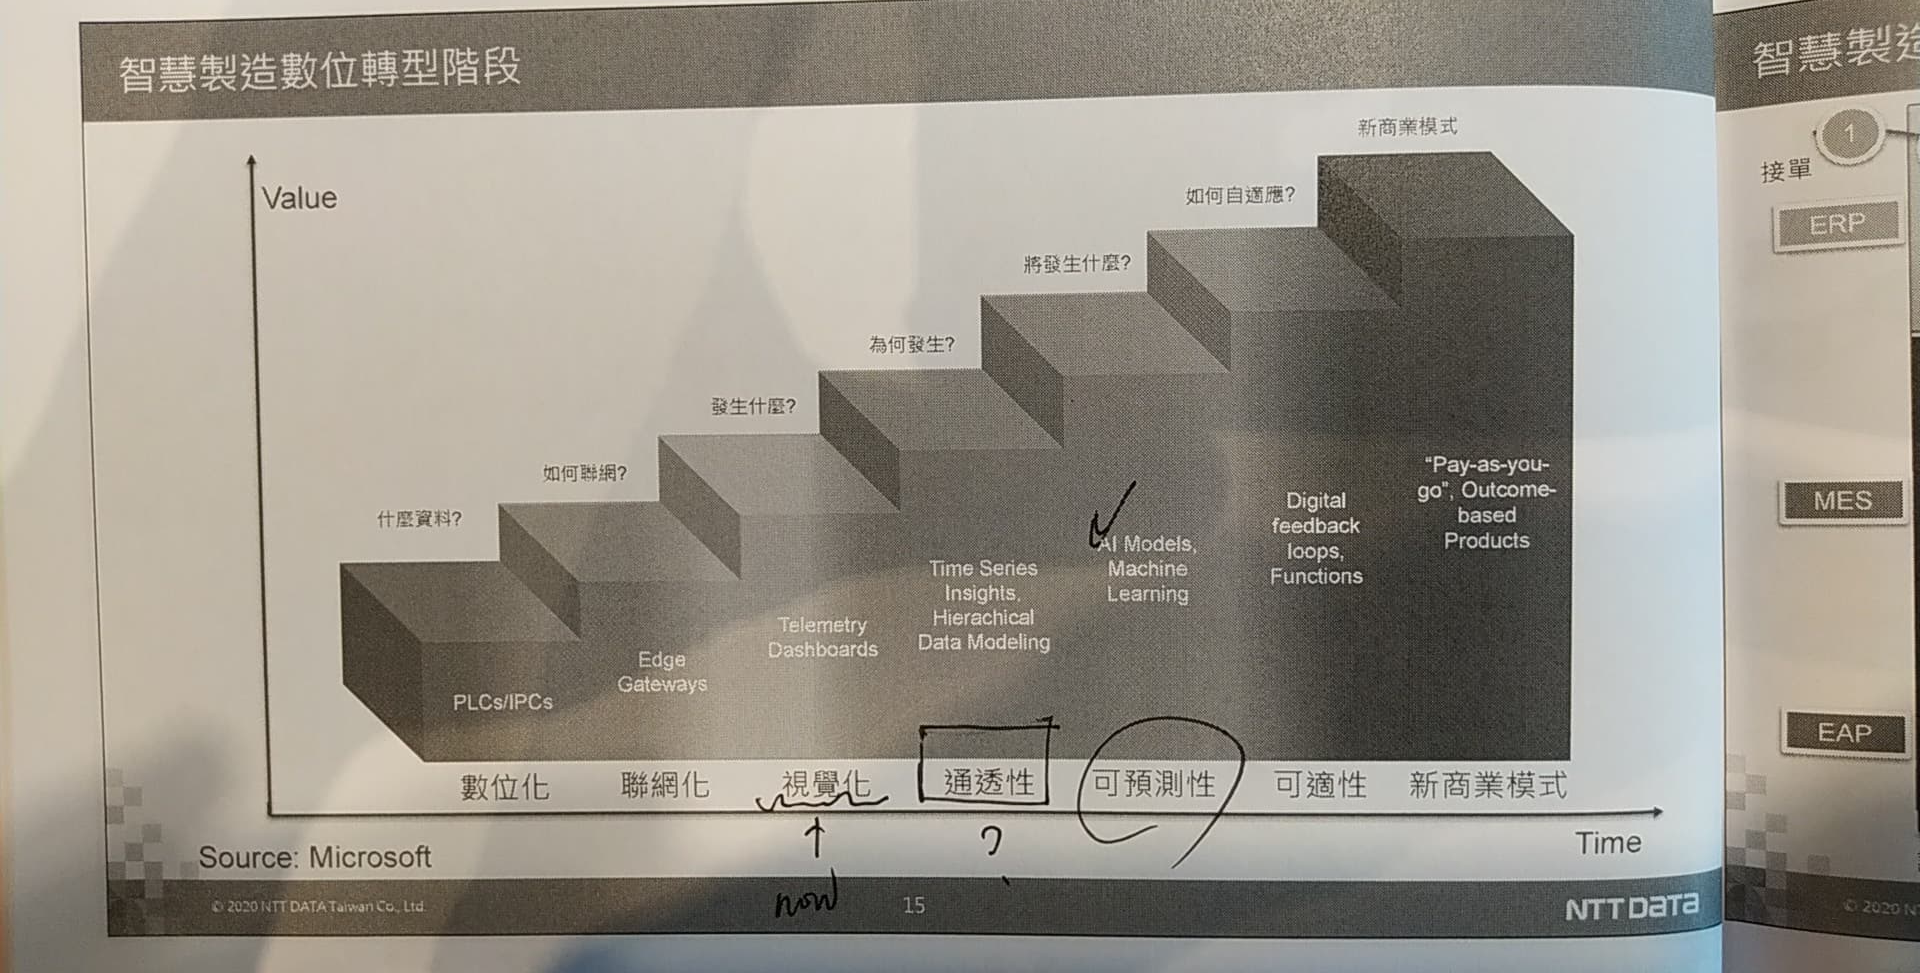 智慧製造數位轉型階段
Value
什麼資料?
如何聯網?
發生什麼?
為何發生?
將發生什麼?
如何自適應?
新商業模式
PLCs/IPCs
Edge
Gateways
Telemetry
Dashboards
Time Series
Insights,
Hierachical
Data Modeling
AI Models,
Machine
Learning
Digital
feedback
loops,
Functions
“Pay-as-you-
go”, Outcome-
based
Products
數位化
聯網化
視覺化
通透性
可預測性
可適性
新商業模式
Time
now
?
Source: Microsoft
© 2020 NTT DATA Taiwan Co., Ltd.
15
NTT DATA
智慧製造
1
接單
ERP
MES
EAP
© 2020 N